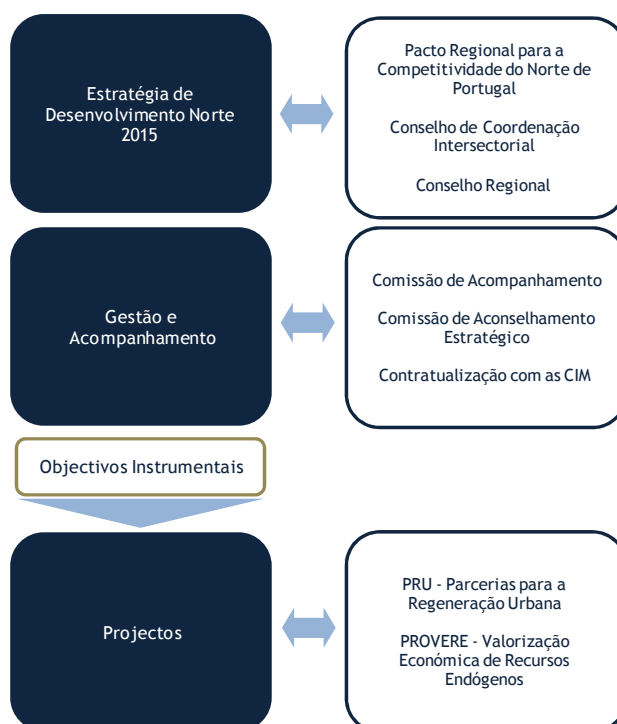 Estratégia de
Desenvolvimento Norte
2015
Pacto Regional para a
Competitividade do Norte de
Portugal
Conselho de Coordenação
Intersectorial
Conselho Regional
Gestão e
Acompanhamento
Comissão de Acompanhamento
Comissão de Aconselhamento
Estratégico
Contratualização com as CIM
Objectivos Instrumentais
Projectos
PRU - Parcerias para a
Regeneração Urbana
PROVERE - Valorização
Económica de Recursos
Endógenos